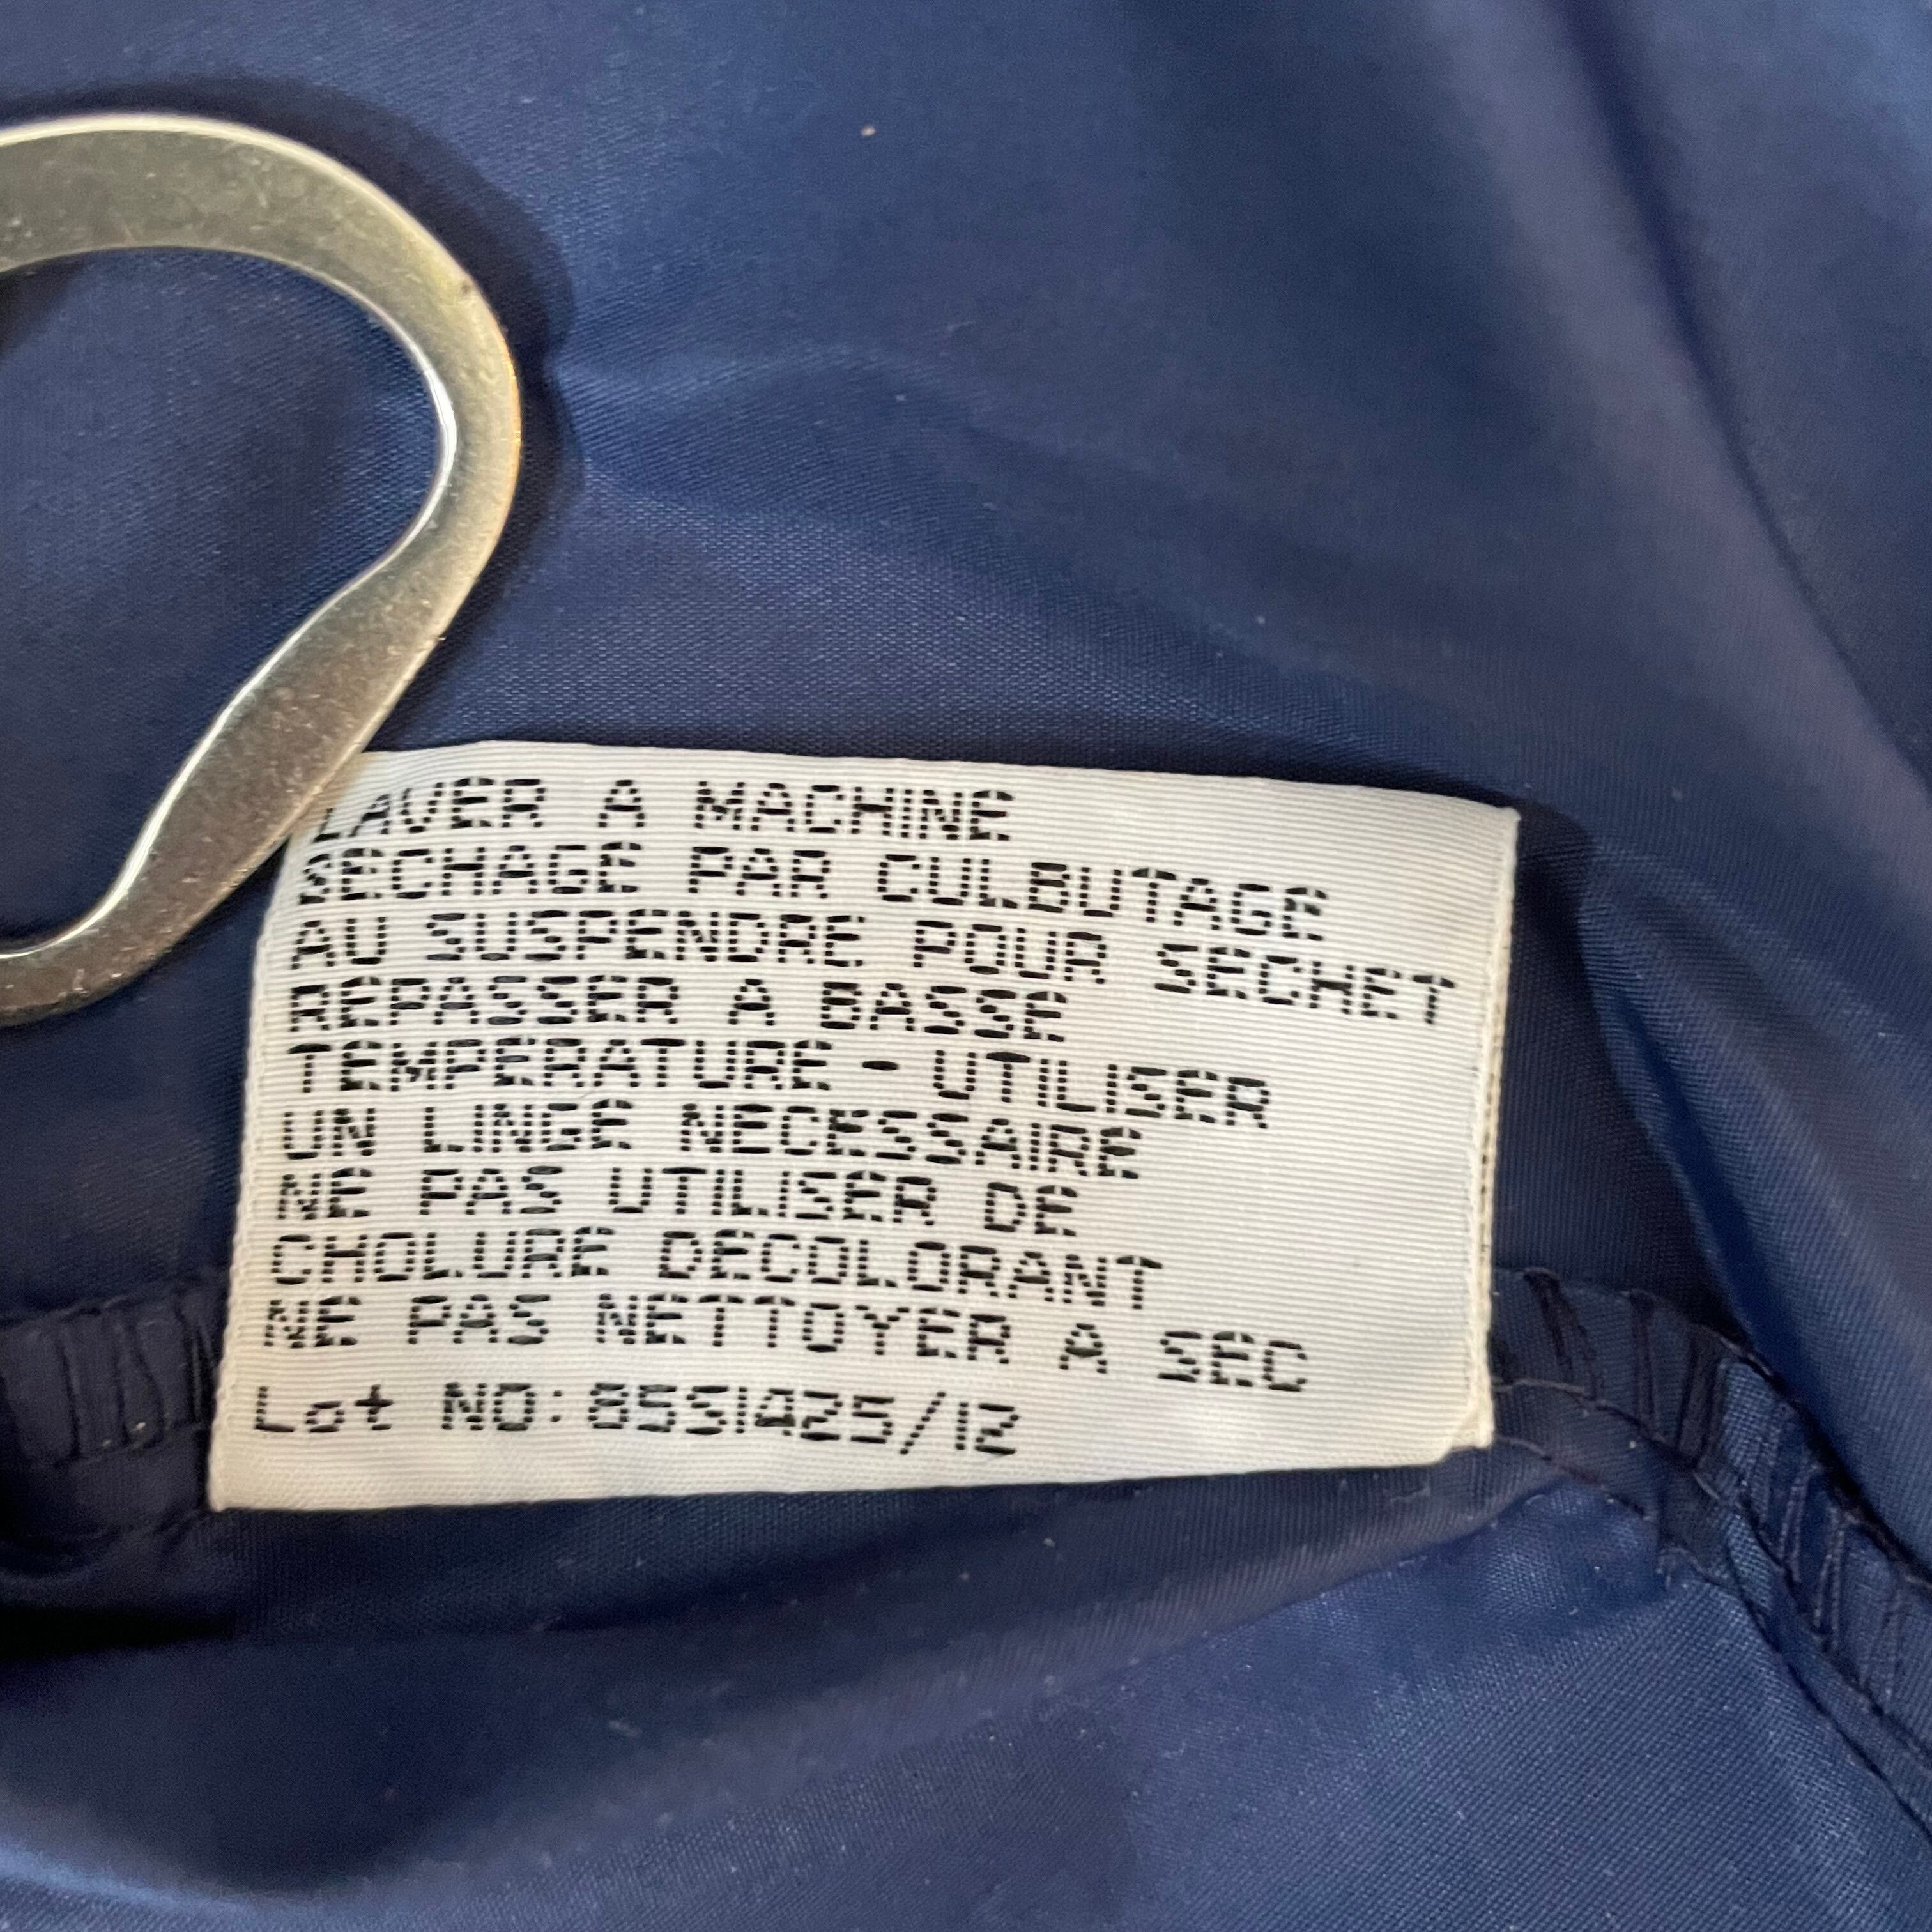 LAVER A MACHINE
SECHAGE PAR CULBUTAGE
AU SUSPENDRE POUR SECHET
REPASSER A BASSE
TEMPERATURE - UTILISER
UN LINGE NECESSAIRE
NE PAS UTILISER DE
CHOLURE DECOLORANT
NE PAS NETTOYER A SEC
Lot NO: 85S1425/12